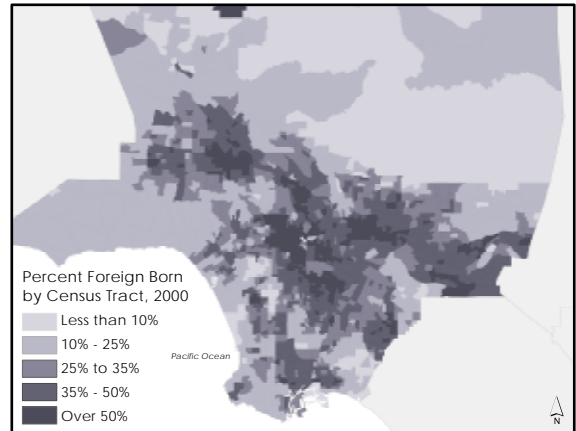 Percent Foreign Born
by Census Tract, 2000
Less than 10%
10% - 25%
25% to 35%
35% - 50%
Over 50%
Pacific Ocean
N